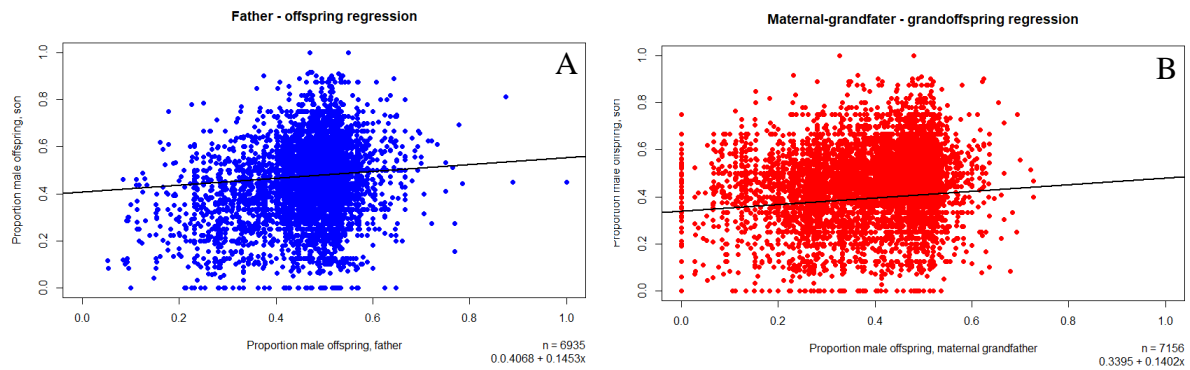 Father - offspring regression
A
Proportion male offspring, son
1.0
0.8
0.6
0.4
0.2
0.0
0.0 0.2 0.4 0.6 0.8 1.0
Proportion male offspring, father
n = 6935
0.0.4068 + 0.1453x
Maternal-grandfater - grandoffspring regression
B
Proportion male offspring, son
1.0
0.8
0.6
0.4
0.2
0.0
0.0 0.2 0.4 0.6 0.8 1.0
Proportion male offspring, maternal grandfather
n = 7156
0.3395 + 0.1402x